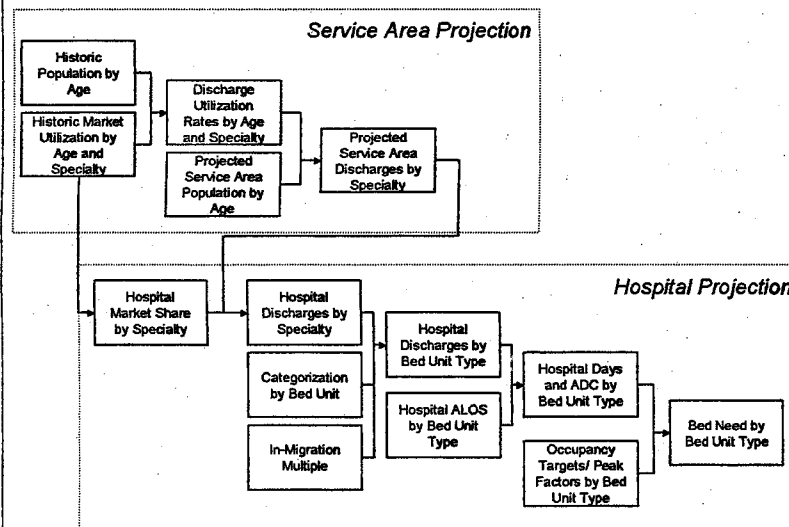 Service Area Projection
Historic
Population by
Age
Historic Market
Utilization by
Age and
Specialty
Discharge
Utilization
Rates by Age
and Specialty
Projected
Service Area
Population by
Age
Projected
Service Area
Discharges by
Specialty
Hospital Projection
Hospital
Market Share
by Specialty
Hospital
Discharges by
Specialty
Categorization
by Bed Unit
In-Migration
Multiple
Hospital
Discharges by
Bed Unit Type
Hospital ALOS
by Bed Unit
Type
Hospital Days
and ADC by
Bed Unit Type
Occupancy
Targets/ Peak
Factors by Bed
Unit Type
Bed Need by
Bed Unit Type